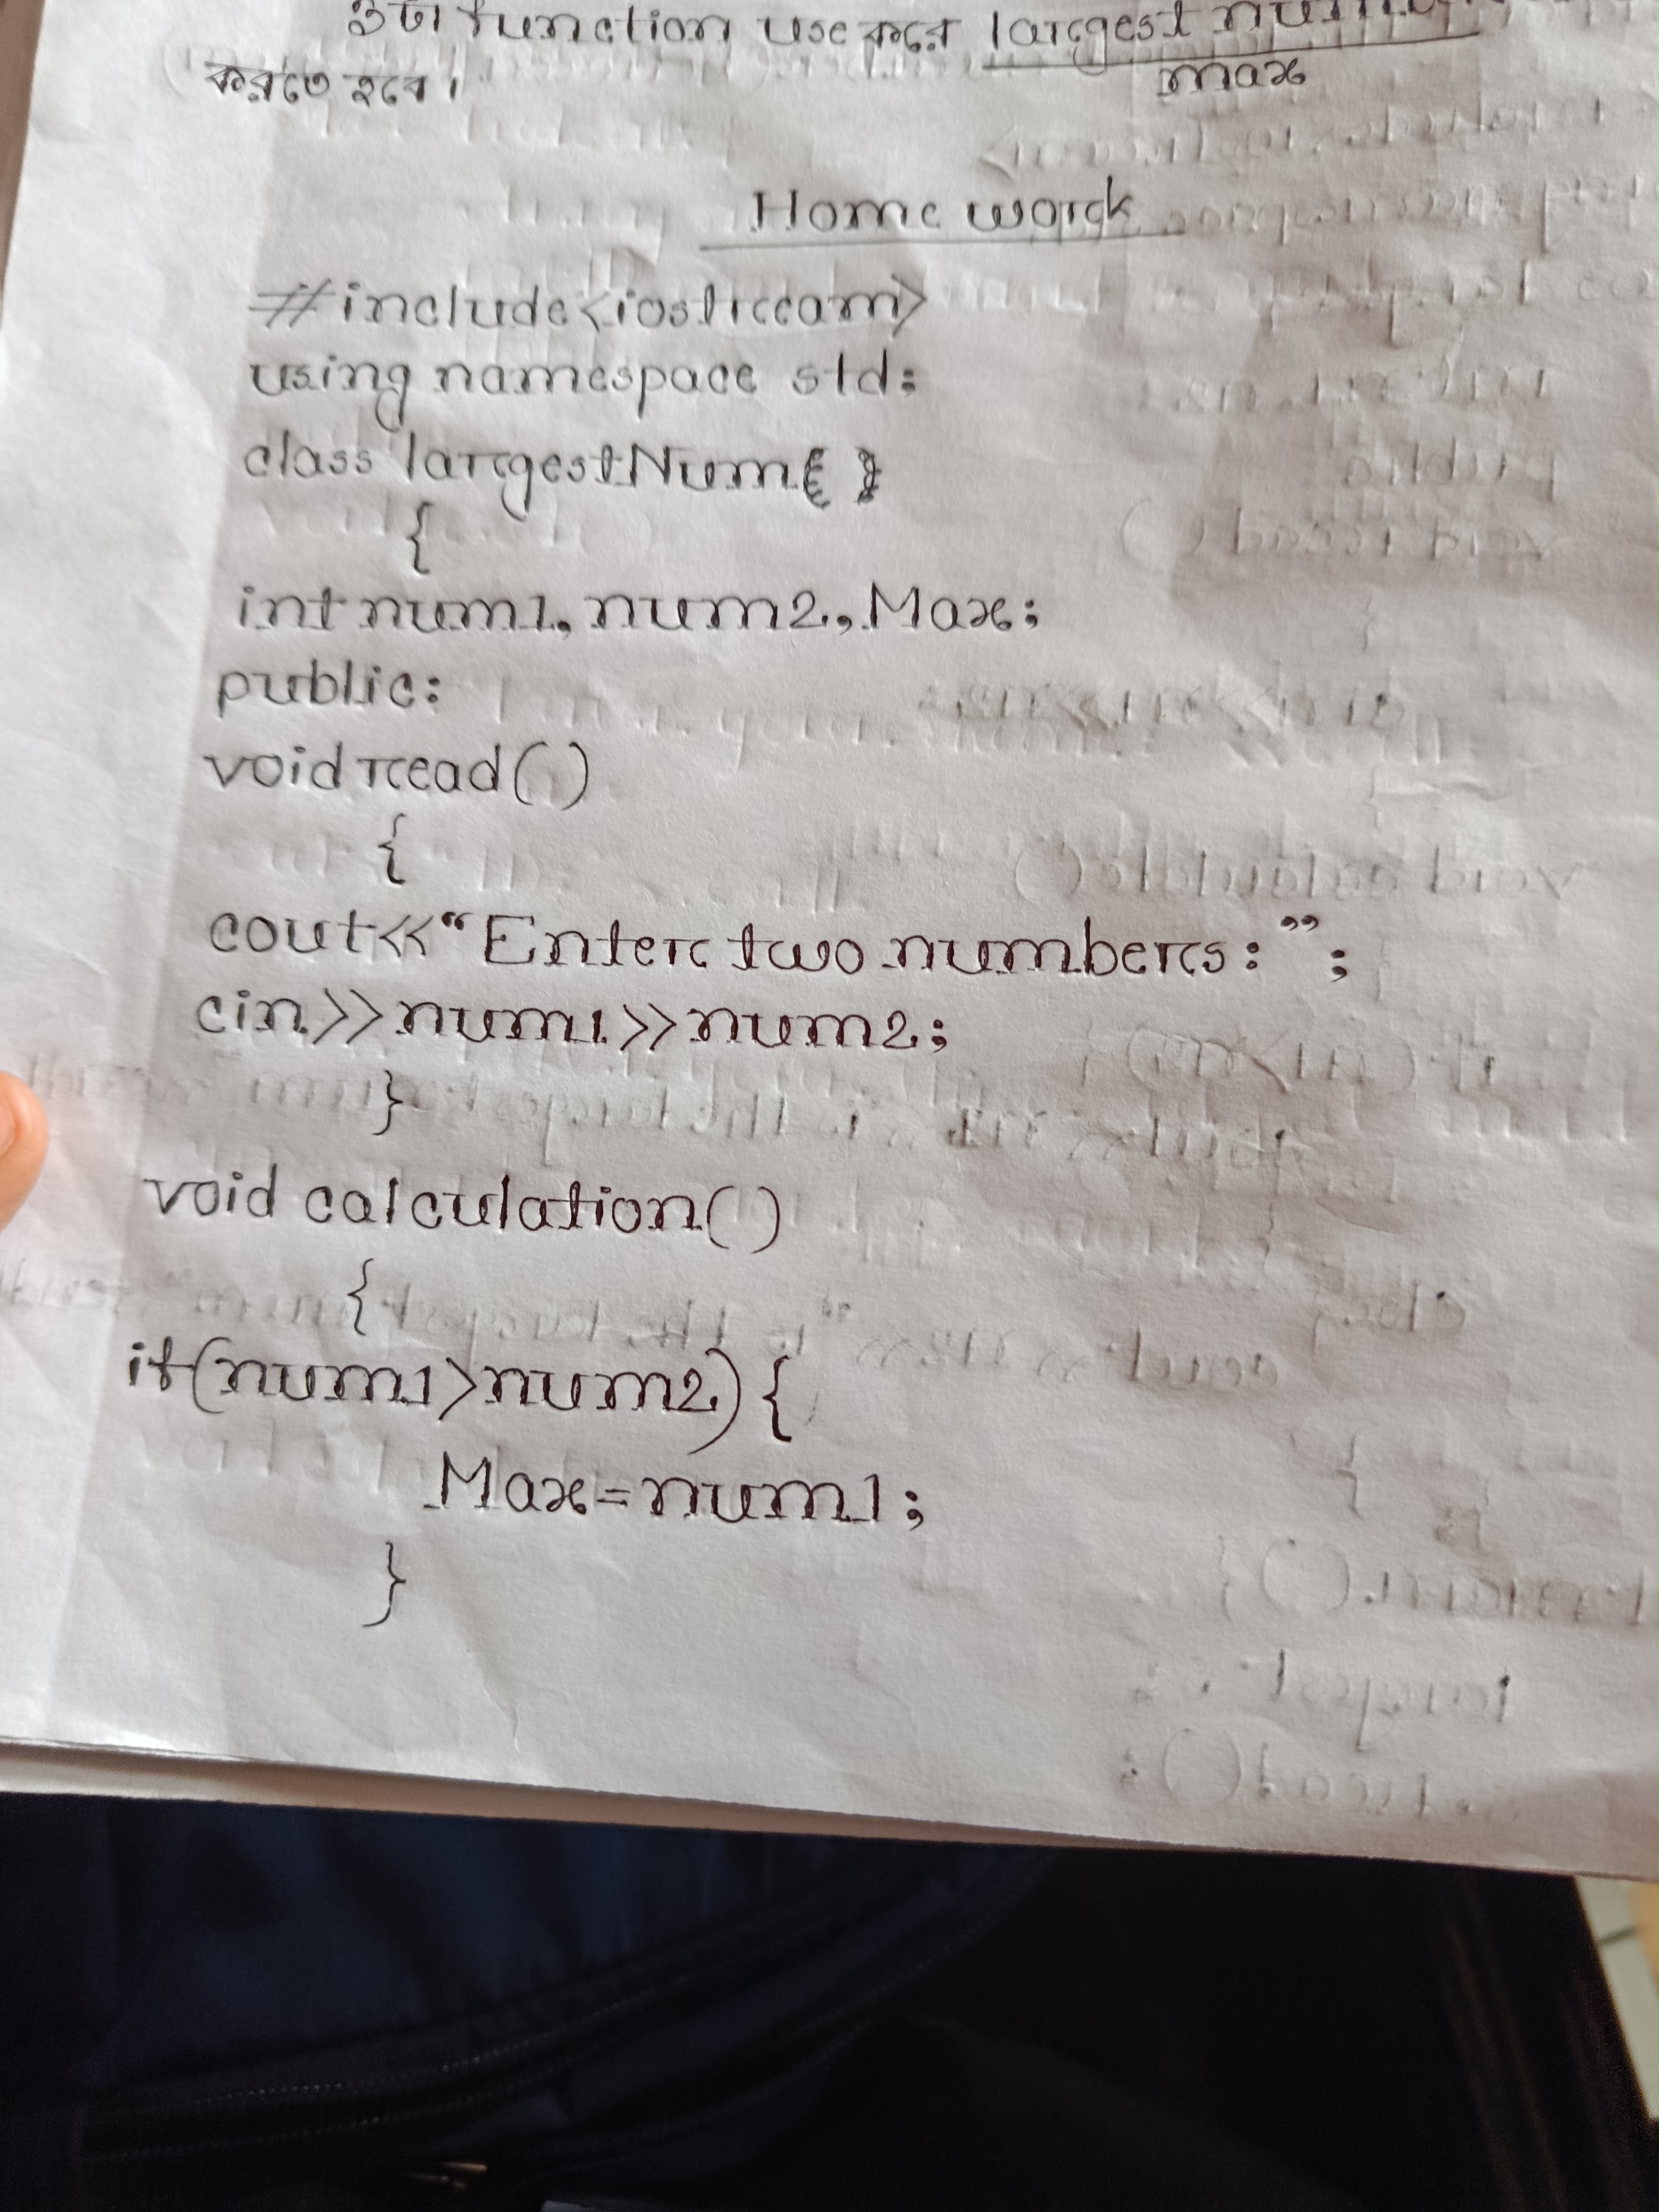 ৩টা function use করে largest
করতে হবে।
max
Home work
#include<iostream>
using namespace std;
class largestNum
{
int num1, num2, Max;
public:
void read()
{
cout<<“Enter two numbers:”;
cin>>num1>>num2;
}
void calculation()
{
if(num1>num2){
Max=num1;
}